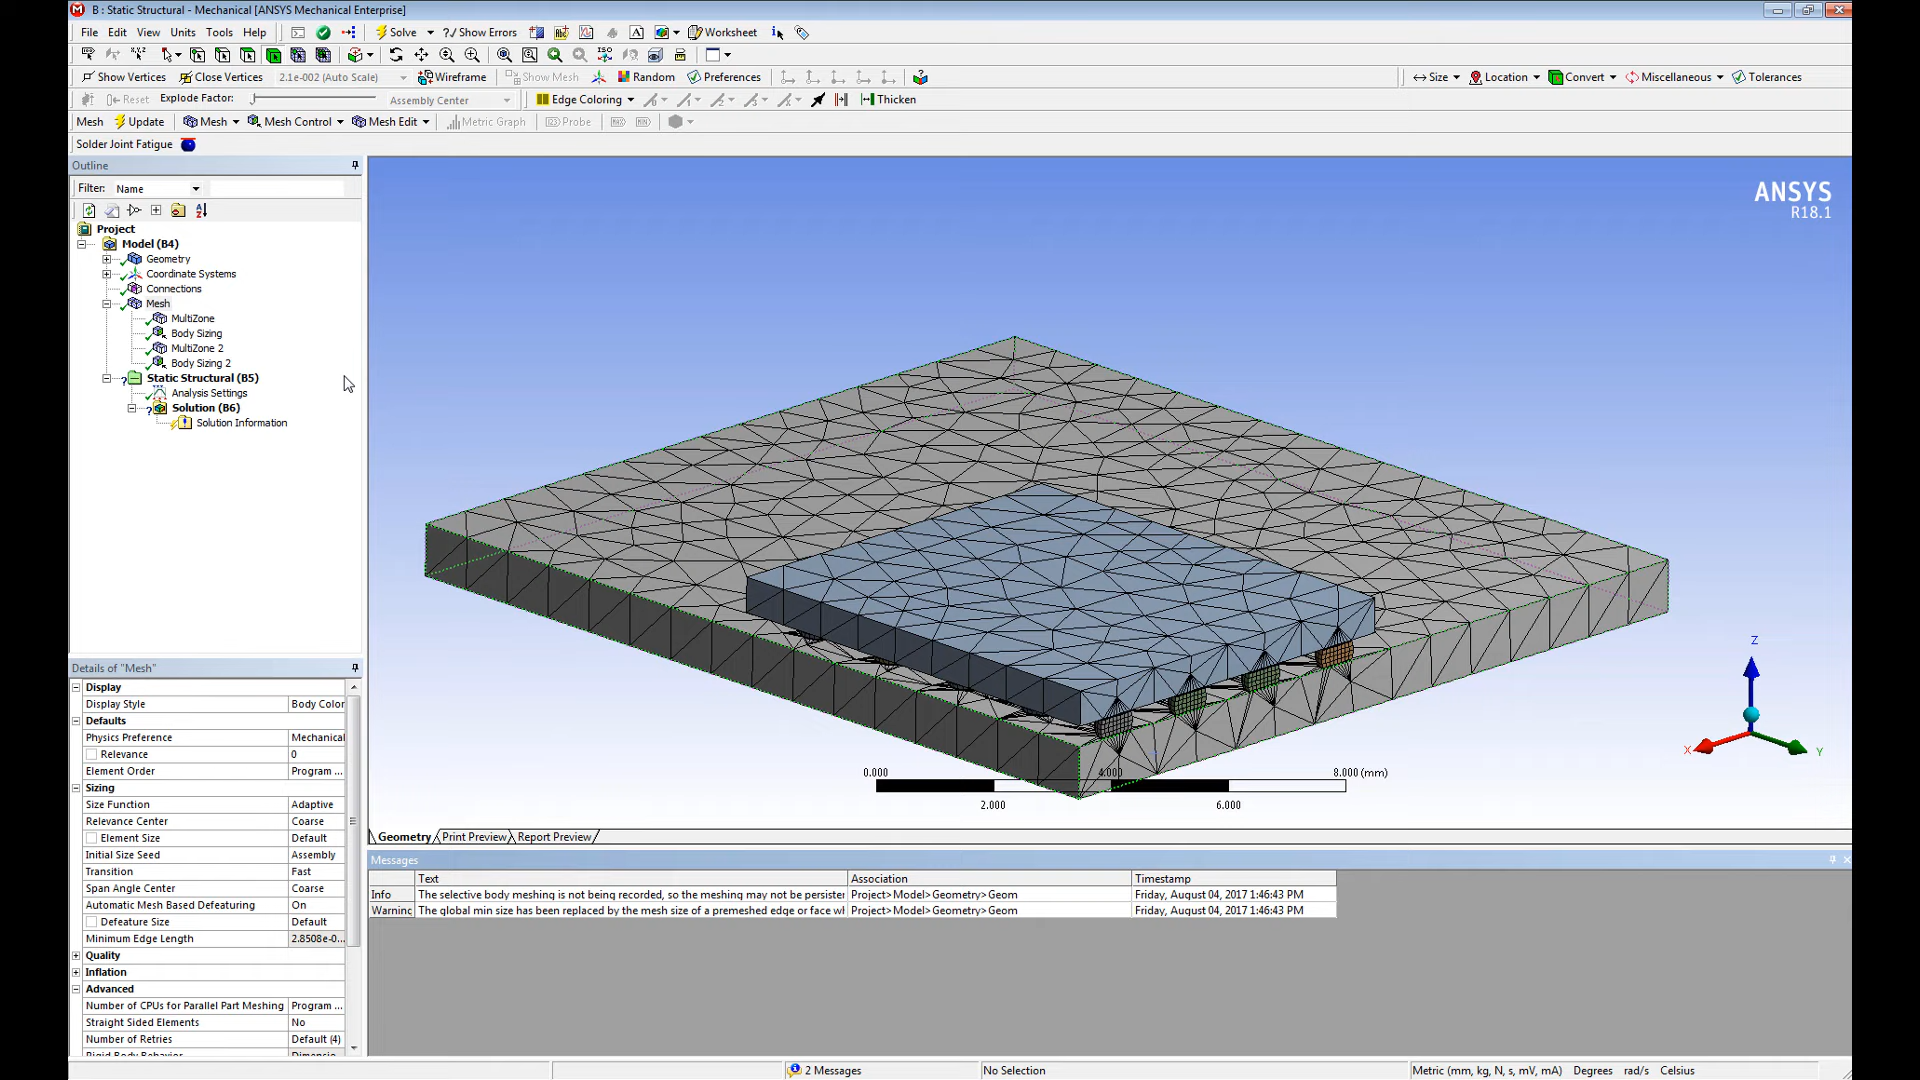 B : Static Structural - Mechanical [ANSYS Mechanical Enterprise]
File Edit View Units Tools Help Solve ?/ Show Errors A Worksheet
Show Vertices Close Vertices 2.1e-002 (Auto Scale) Wireframe Show Mesh Random Preferences Size Location Convert Miscellaneous Tolerances
Reset Explode Factor: Assembly Center Edge Coloring Thicken
Mesh Update Mesh Mesh Control Mesh Edit Metric Graph Probe
Solder Joint Fatigue
Outline
Filter: Name
Project
Model (B4)
Geometry
Coordinate Systems
Connections
Mesh
MultiZone
Body Sizing
MultiZone 2
Body Sizing 2
Static Structural (B5)
Analysis Settings
Solution (B6)
Solution Information
ANSYS
R18.1
Z
X
Y
0.000 4.000 8.000 (mm)
2.000 6.000
Details of "Mesh"
Display
Display Style Body Color
Defaults
Physics Preference Mechanical
Relevance 0
Element Order Program ...
Sizing
Size Function Adaptive
Relevance Center Coarse
Element Size Default
Initial Size Seed Assembly
Transition Fast
Span Angle Center Coarse
Automatic Mesh Based Defeaturing On
Defeature Size Default
Minimum Edge Length 2.8508e-0...
Quality
Inflation
Advanced
Number of CPUs for Parallel Part Meshing Program ...
Straight Sided Elements No
Number of Retries Default (4)
Rigid Body Behavior Dimensio
Geometry Print Preview Report Preview
Messages
Text Association Timestamp
Info The selective body meshing is not being recorded, so the meshing may not be persiste Project>Model>Geometry>Geom Friday, August 04, 2017 1:46:43 PM
Warning The global min size has been replaced by the mesh size of a premeshed edge or face wl Project>Model>Geometry>Geom Friday, August 04, 2017 1:46:43 PM
2 Messages No Selection Metric (mm, kg, N, s, mV, mA) Degrees rad/s Celsius